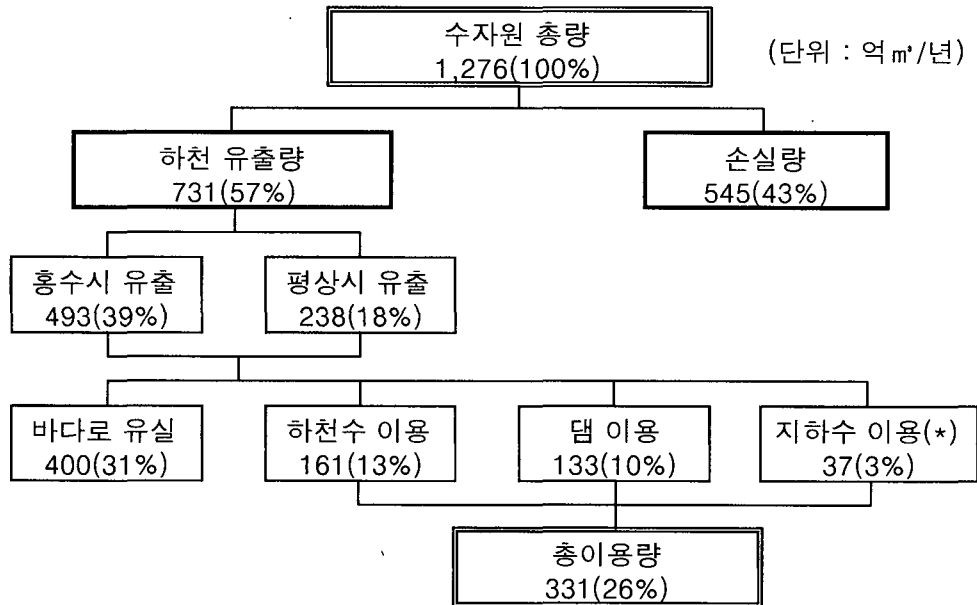 수자원 총량
1,276(100%)
(단위 : 억㎥/년)
하천 유출량
731(57%)
손실량
545(43%)
홍수시 유출
493(39%)
평상시 유출
238(18%)
바다로 유실
400(31%)
하천수 이용
161(13%)
댐 이용
133(10%)
지하수 이용(*)
37(3%)
총이용량
331(26%)